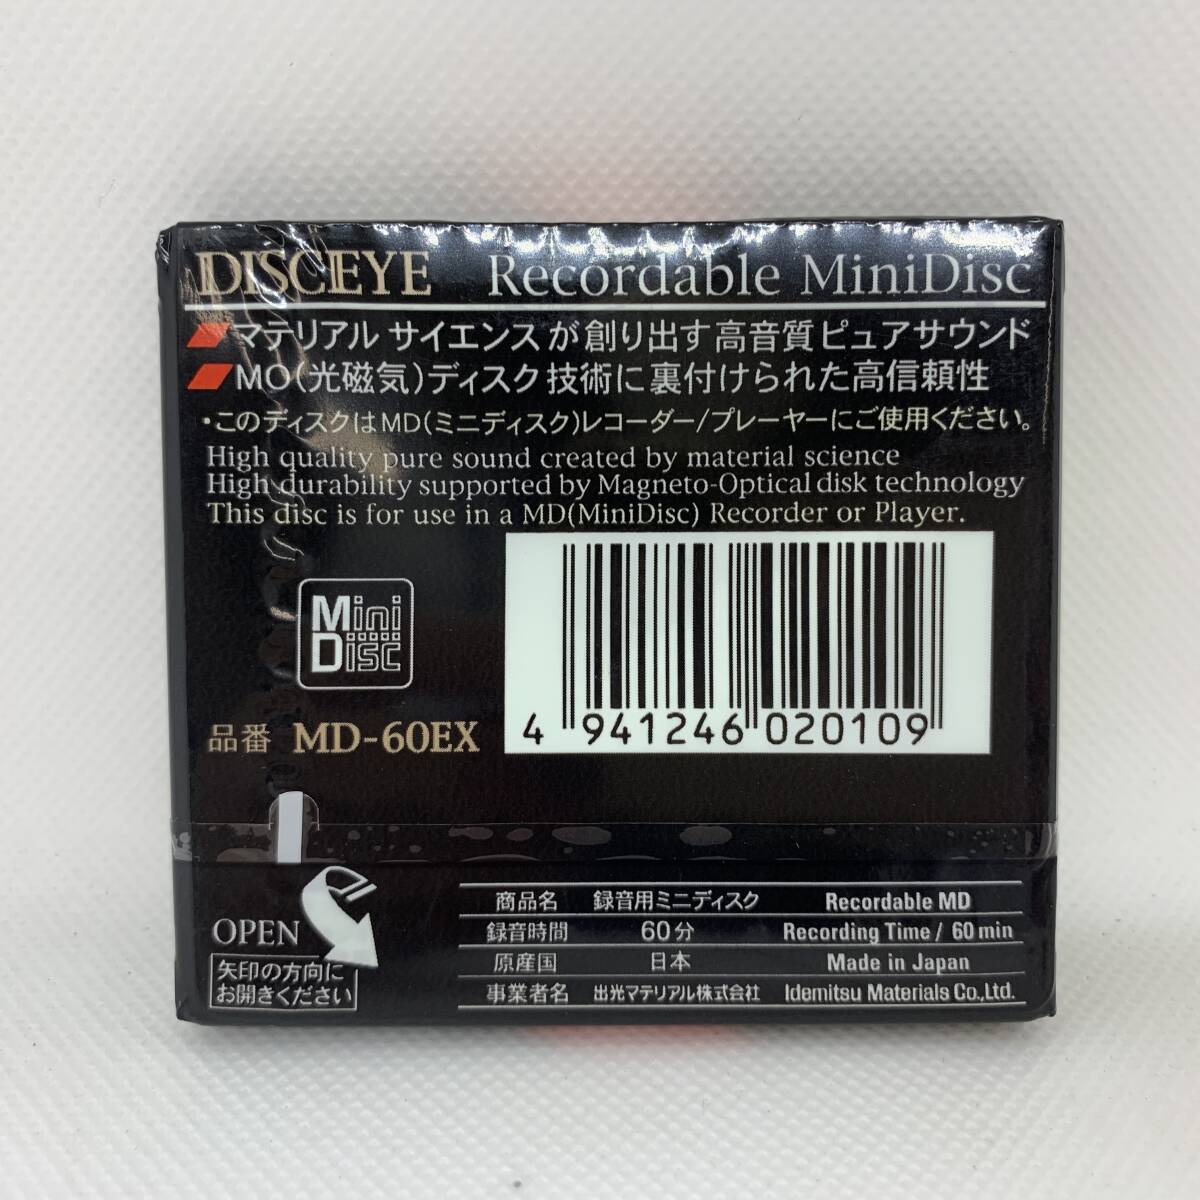 DISCEYE Recordable MiniDisc
マテリアル サイエンスが創り出す高音質ピュアサウンド
MO(光磁気)ディスク技術に裏付けられた高信頼性
・このディスクはMD(ミニディスク)レコーダー/プレーヤーにご使用ください。
High quality pure sound created by material science
High durability supported by Magneto-Optical disk technology
This disc is for use in a MD(MiniDisc) Recorder or Player.
Mini
Disc
品番 MD-60EX
4 941246 020109
OPEN
矢印の方向に
お開きください
商品名 録音用ミニディスク Recordable MD
録音時間 60分 Recording Time / 60 min
原産国 日本 Made in Japan
事業者名 出光マテリアル株式会社 Idemitsu Materials Co.,Ltd.